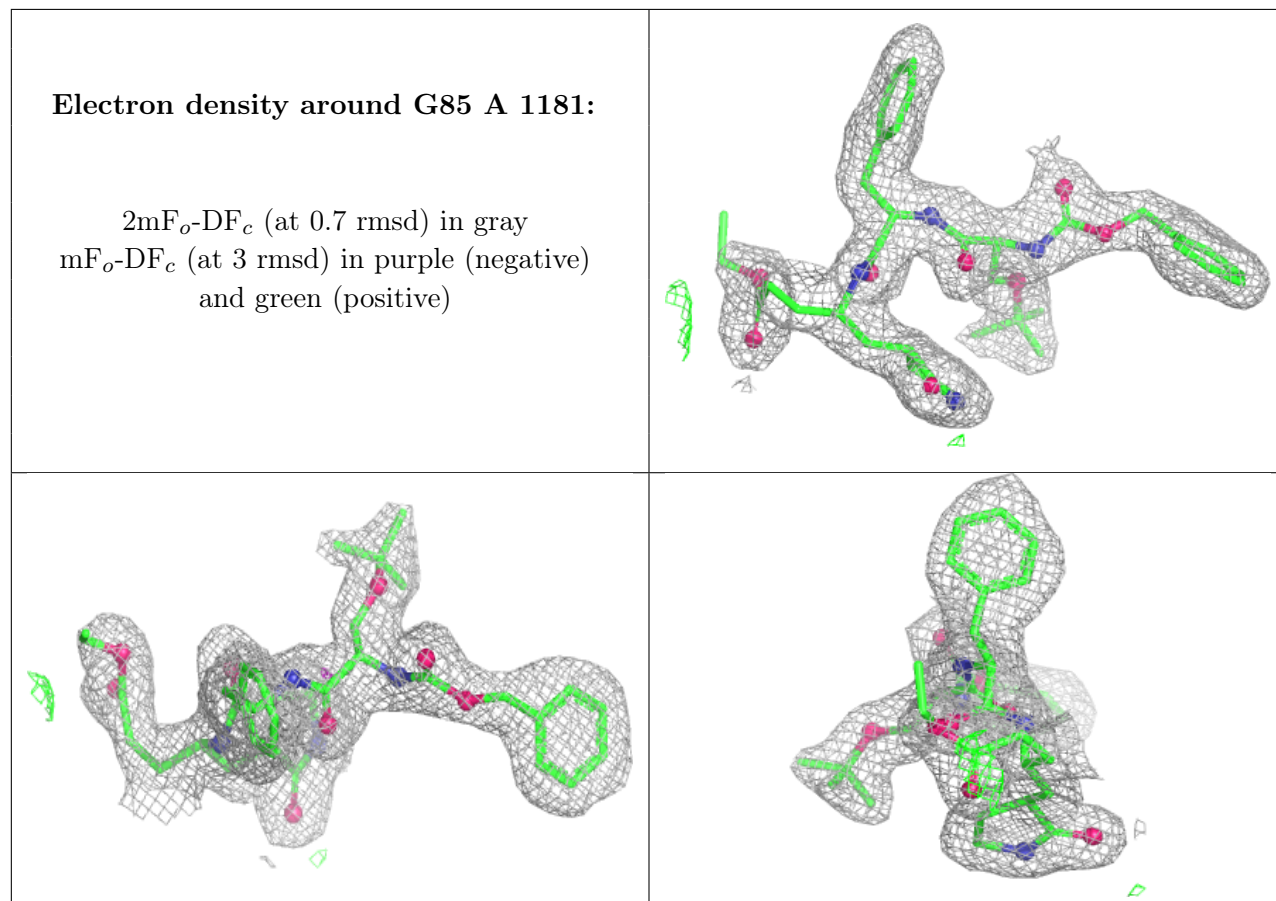 Electron density around G85 A 1181:
2mFo-DFc (at 0.7 rmsd) in gray
mFo-DFc (at 3 rmsd) in purple (negative)
and green (positive)